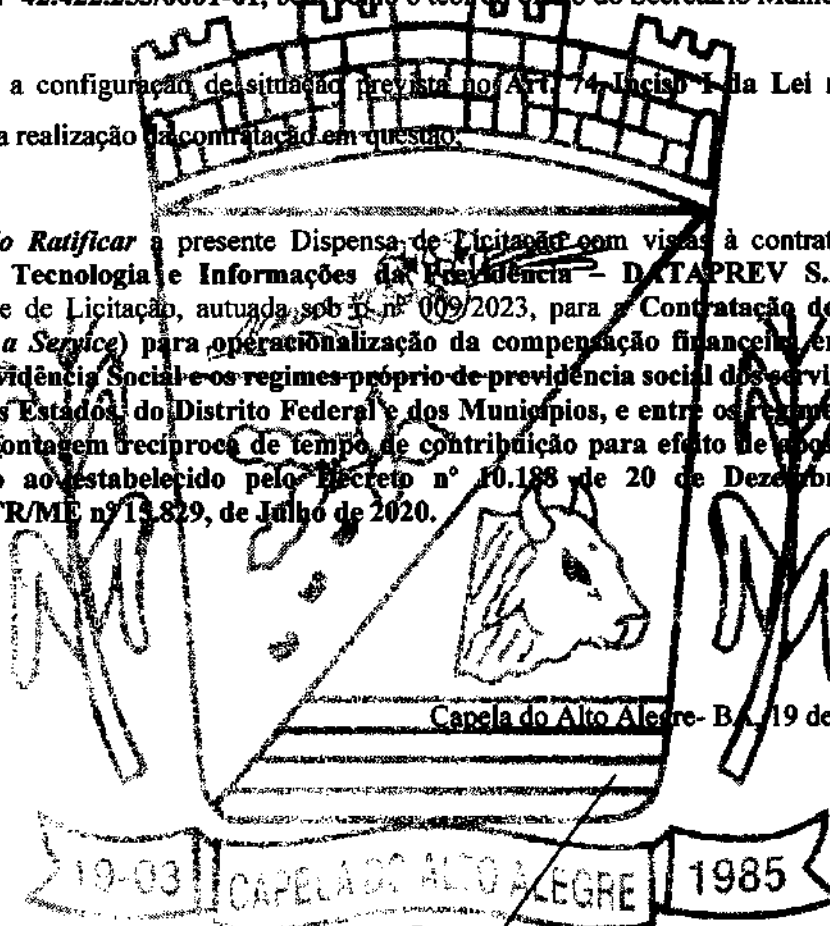 42.422.253/0001-01, 
a configuração de situação prevista no Art. 74 Inciso I da Lei
a realização da contratação em questão,
Ratificar a presente Dispensa de Licitação com vistas à contrat
Tecnologia e Informações da Previdência – DATAPREV S.
e de Licitação, autuada sob o nº 009/2023, para a Contratação de
a Service) para operacionalização da compensação financeira en
vidência Social e os regimes próprio de previdência social dos servi
s Estados, do Distrito Federal e dos Municípios, e entre os regime
contagem recíproca de tempo de contribuição para efeito de apos
o ao estabelecido pelo Decreto nº 10.188 de 20 de Dezembr
TR/ME nº 15.829, de Julho de 2020.
Capela do Alto Alegre- BA, 19 de
19-03 CAPELA DO ALTO ALEGRE 1985